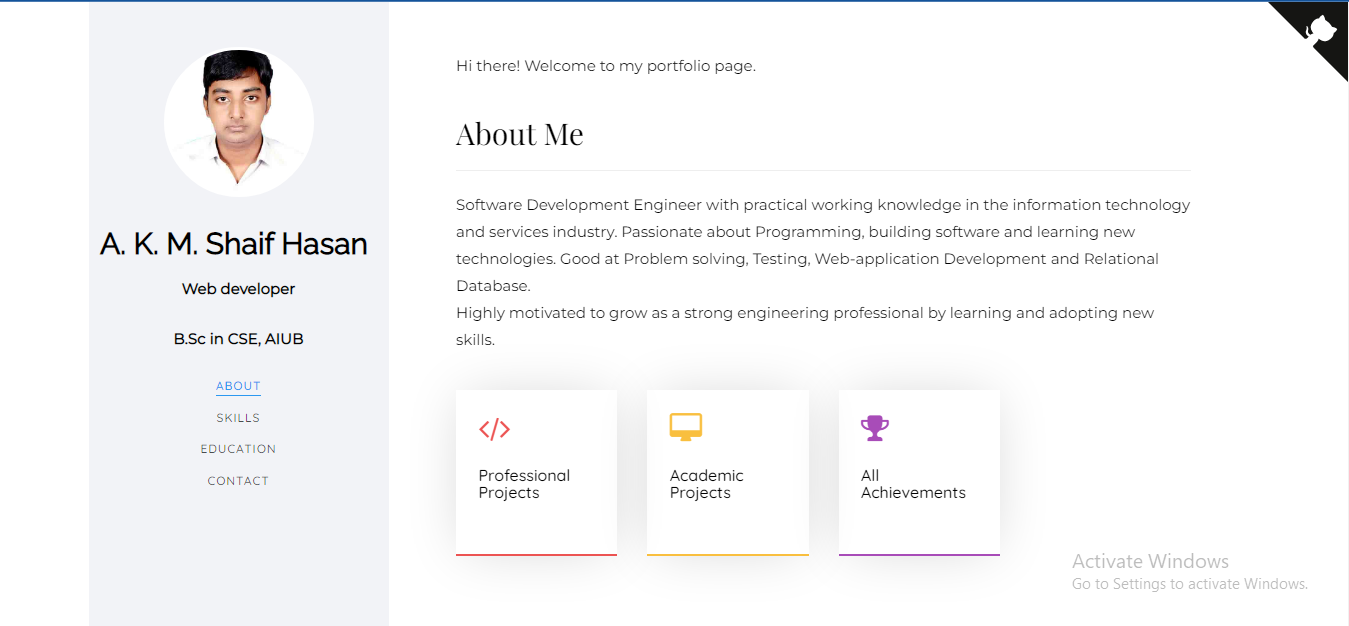 A. K. M. Shaif Hasan
Web developer
B.Sc in CSE, AIUB
ABOUT
SKILLS
EDUCATION
CONTACT
Hi there! Welcome to my portfolio page.
About Me
Software Development Engineer with practical working knowledge in the information technology
and services industry. Passionate about Programming, building software and learning new
technologies. Good at Problem solving, Testing, Web-application Development and Relational
Database.
Highly motivated to grow as a strong engineering professional by learning and adopting new
skills.
Professional
Projects
Academic
Projects
All
Achievements
Activate Windows
Go to Settings to activate Windows.